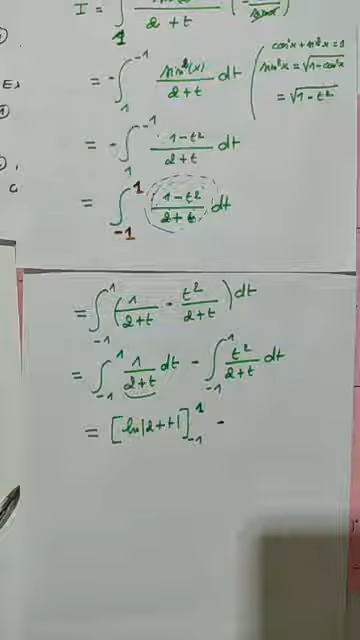 I = ∫ 2 + t
1
= - ∫₁⁻¹ sin²(x)/(2+t) dt
cos²x + sin²x = 1
sin²x = √1-cos²x
= √1-t²
= - ∫₁⁻¹ (1-t²)/(2+t) dt
= ∫₋₁¹ (1-t²)/(2+t) dt
= ∫₋₁¹ (1/(2+t) - t²/(2+t)) dt
= ∫₋₁¹ 1/(2+t) dt - ∫₋₁¹ t²/(2+t) dt
= [ln|2+t|]₋₁¹ -